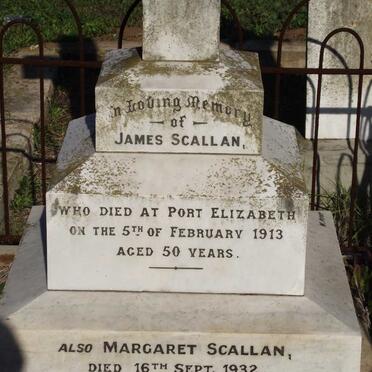 In Loving Memory
of
JAMES SCALLAN,
WHO DIED AT PORT ELIZABETH
ON THE 5TH OF FEBRUARY 1913
AGED 50 YEARS.
ALSO MARGARET SCALLAN,
DIED 16TH SEPT. 1932